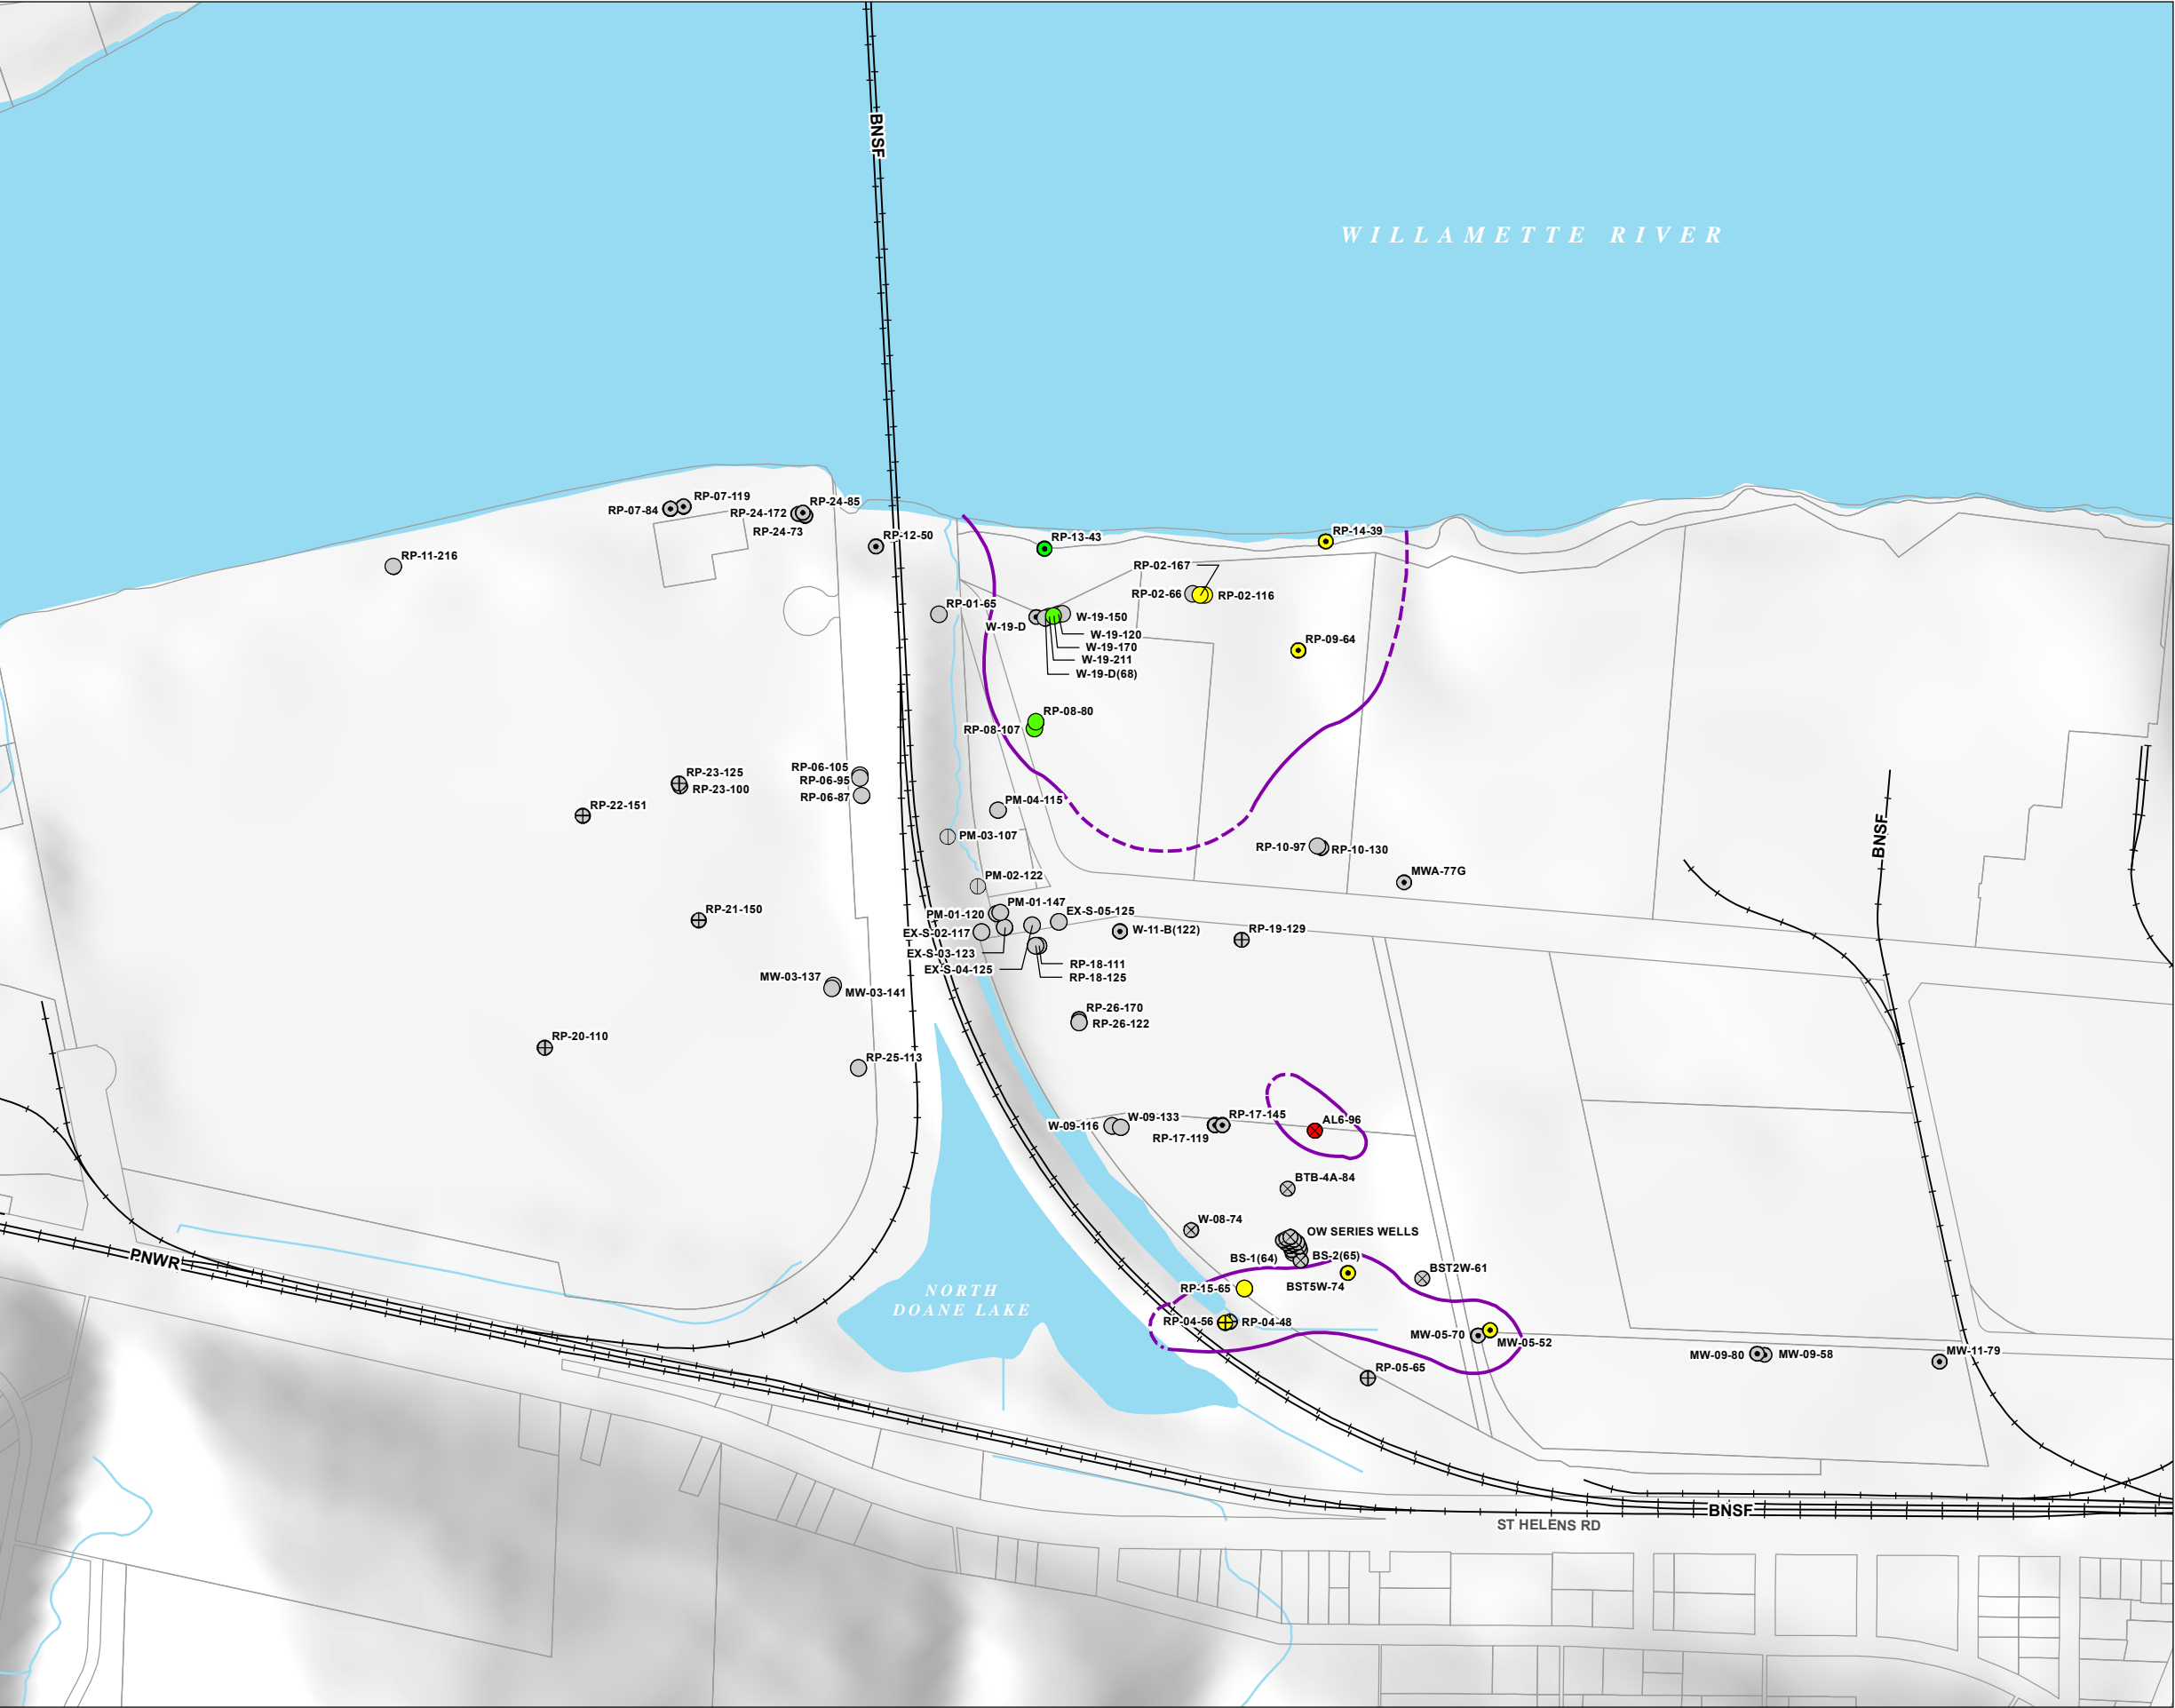 BNSF
WILLAMETTE RIVER
RP-07-119
RP-24-85
RP-07-84
RP-24-172
RP-24-73
RP-12-50
RP-13-43
RP-14-39
RP-11-216
RP-02-167
RP-02-66
RP-02-116
RP-01-65
W-19-D
W-19-150
W-19-120
W-19-170
W-19-211
W-19-D(68)
RP-09-64
RP-08-80
RP-08-107
RP-06-105
RP-06-95
RP-06-87
RP-23-125
RP-23-100
RP-22-151
PM-04-115
PM-03-107
RP-10-97
RP-10-130
BNSF
MWA-77G
PM-02-122
PM-01-147
PM-01-120
EX-S-05-125
RP-21-150
EX-S-02-117
W-11-B(122)
RP-19-129
EX-S-03-123
EX-S-04-125
RP-18-111
RP-18-125
MW-03-137
MW-03-141
RP-26-170
RP-26-122
RP-20-110
RP-25-113
W-09-133
W-09-116
RP-17-145
RP-17-119
AL6-96
BTB-4A-84
W-08-74
OW SERIES WELLS
BS-1(64)
BS-2(65)
PNWR
BST2W-61
BST5W-74
RP-15-65
NORTH
DOANE LAKE
RP-04-56
RP-04-48
MW-05-70
MW-05-52
MW-09-80
MW-09-58
MW-11-79
RP-05-65
BNSF
ST HELENS RD